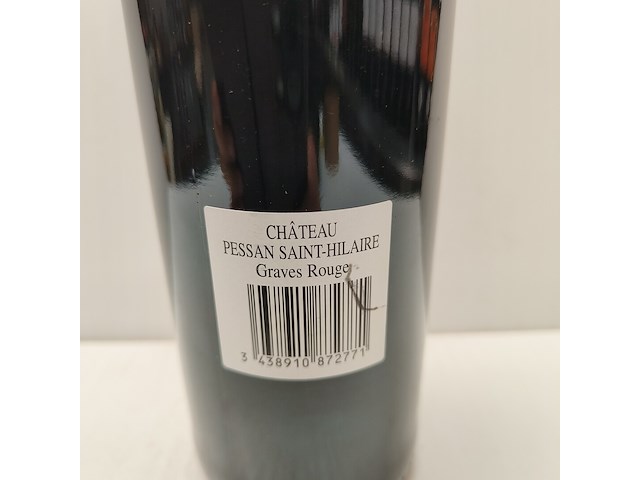 CHÂTEAU
PESSAN SAINT-HILAIRE
Graves Rouge
3 438910 872771